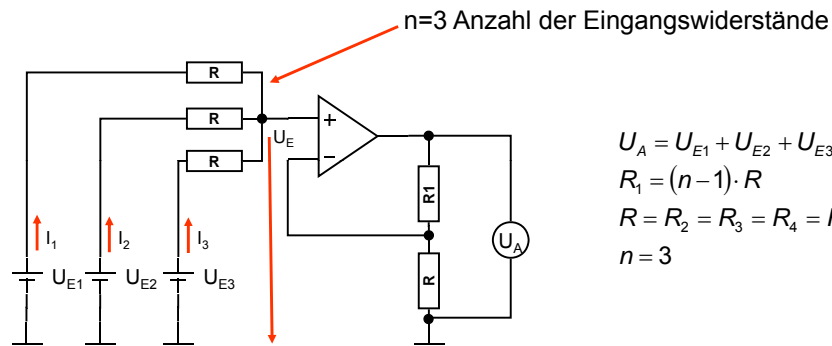 n=3 Anzahl der Eingangswiderstände
R
R
R
U_E
+
−
R1
R
U_A
I_1
I_2
I_3
U_E1
U_E2
U_E3
U_A = U_E1 + U_E2 + U_E3
R_1 = (n−1)·R
R = R_2 = R_3 = R_4 =
n = 3